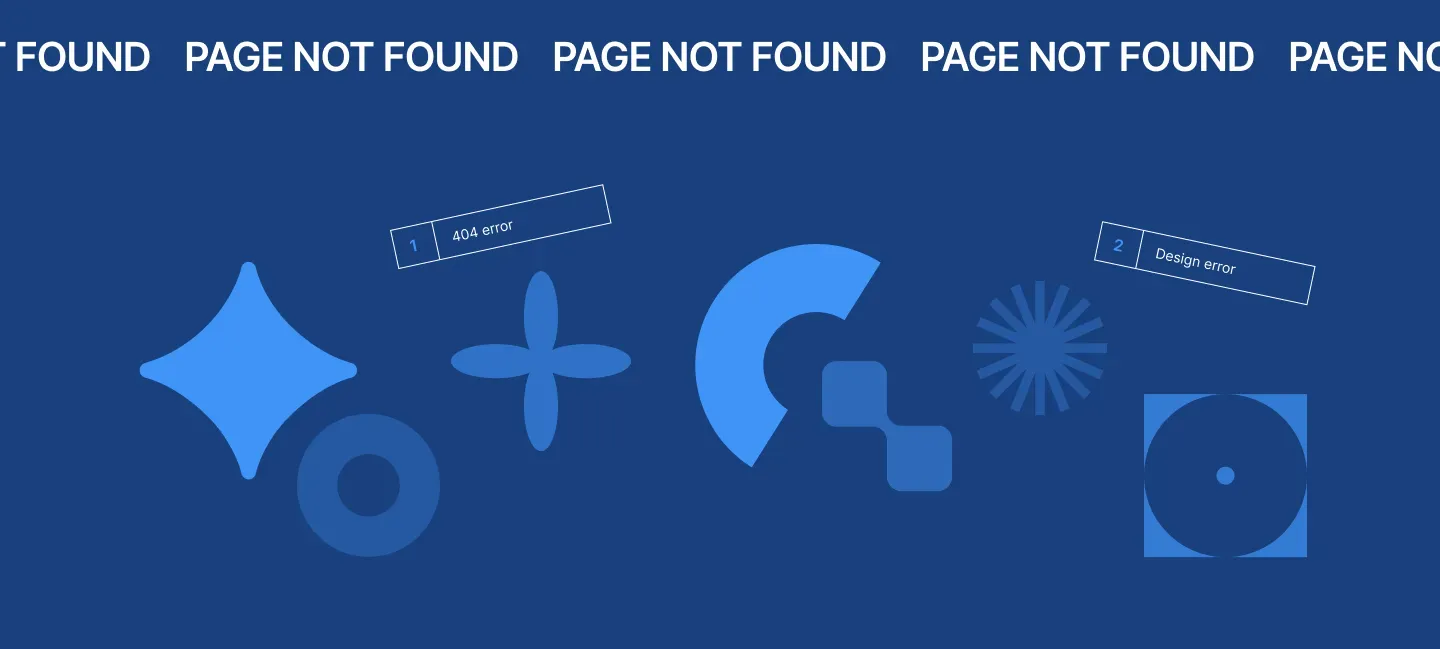 T FOUND PAGE NOT FOUND PAGE NOT FOUND PAGE NOT FOUND PAGE NO
1 404 error
2 Design error